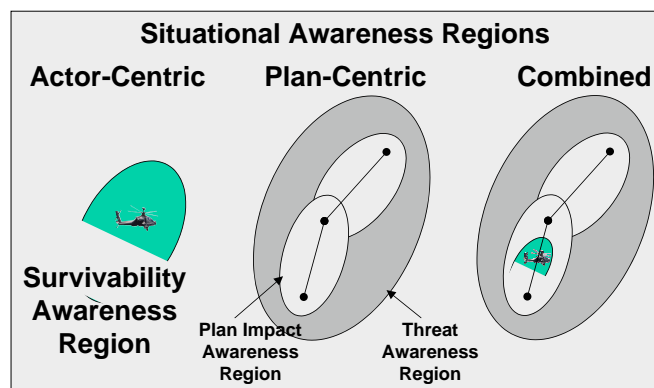 Situational Awareness Regions
Actor-Centric
Plan-Centric
Combined
Survivability
Awareness
Region
Plan Impact
Awareness
Region
Threat
Awareness
Region